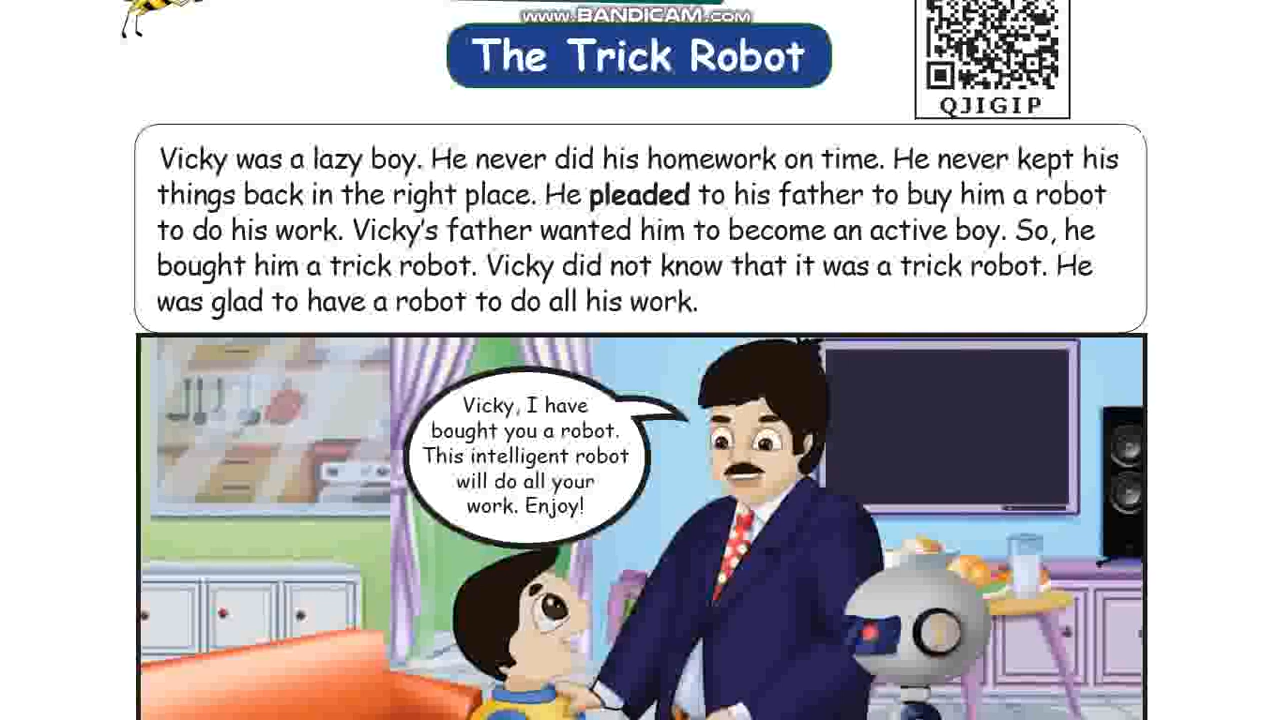 www.BANDICAM.com
The Trick Robot
QJIGIP
Vicky was a lazy boy. He never did his homework on time. He never kept his
things back in the right place. He pleaded to his father to buy him a robot
to do his work. Vicky's father wanted him to become an active boy. So, he
bought him a trick robot. Vicky did not know that it was a trick robot. He
was glad to have a robot to do all his work.
Vicky, I have
bought you a robot.
This intelligent robot
will do all your
work. Enjoy!